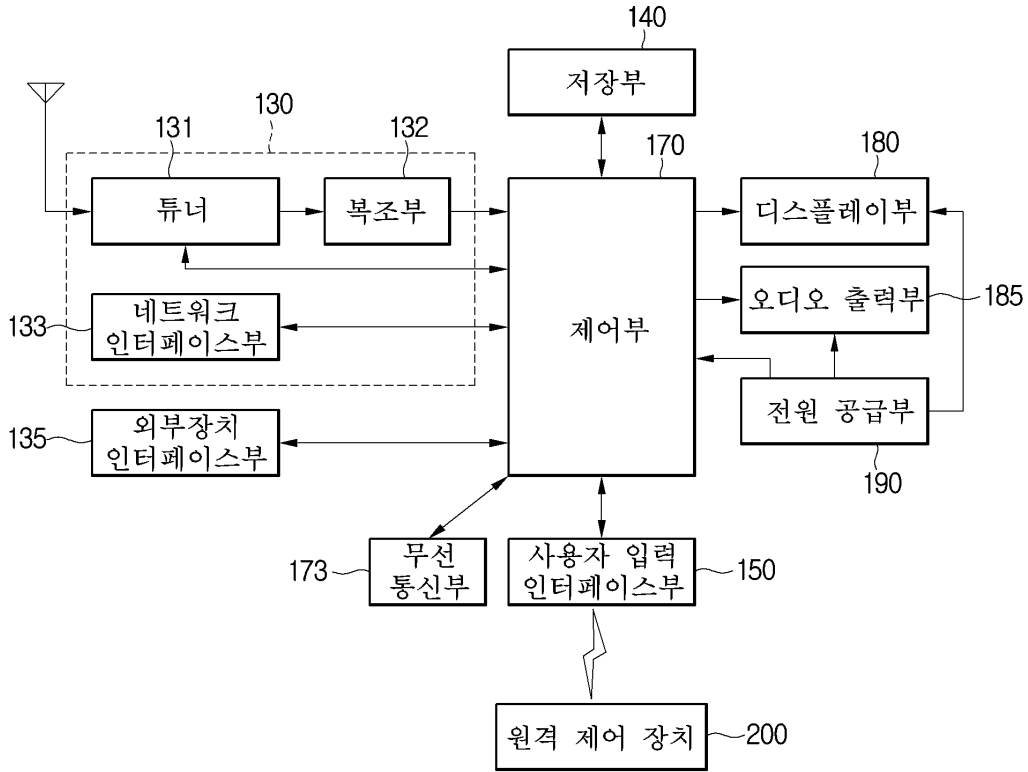 140
저장부
130
131
132
170
180
튜너
복조부
디스플레이부
오디오 출력부
185
133
네트워크
인터페이스부
제어부
전원 공급부
190
135
외부장치
인터페이스부
173
무선
통신부
사용자 입력
인터페이스부
150
원격 제어 장치
200